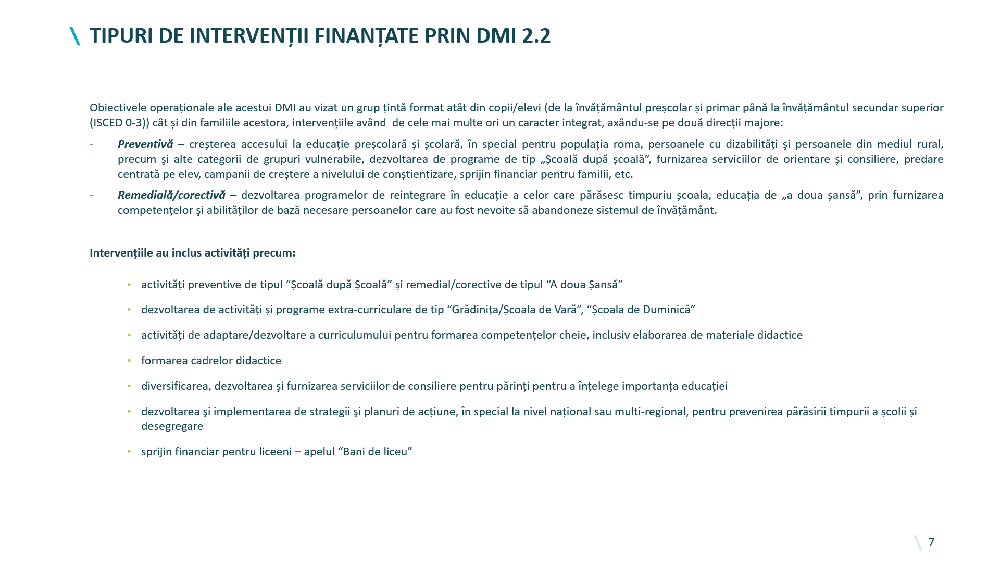 \ TIPURI DE INTERVENȚII FINANȚATE PRIN DMI 2.2
Obiectivele operaționale ale acestui DMI au vizat un grup țintă format atât din copii/elevi (de la învățământul preșcolar și primar până la învățământul secundar superior
(ISCED 0-3)) cât și din familiile acestora, intervențiile având  de cele mai multe ori un caracter integrat, axându-se pe două direcții majore:
- Preventivă – creșterea accesului la educație preșcolară și școlară, în special pentru populația roma, persoanele cu dizabilități şi persoanele din mediul rural,
precum şi alte categorii de grupuri vulnerabile, dezvoltarea de programe de tip „Școală după școală”, furnizarea serviciilor de orientare și consiliere, predare
centrată pe elev, campanii de creștere a nivelului de conștientizare, sprijin financiar pentru familii, etc.
- Remedială/corectivă – dezvoltarea programelor de reintegrare în educație a celor care părăsesc timpuriu școala, educația de „a doua șansă”, prin furnizarea
competențelor şi abilităților de bază necesare persoanelor care au fost nevoite să abandoneze sistemul de învățământ.
Intervențiile au inclus activități precum:
• activități preventive de tipul “Școală după Școală” și remedial/corective de tipul “A doua Șansă”
• dezvoltarea de activități și programe extra-curriculare de tip “Grădinița/Școala de Vară”, “Școala de Duminică”
• activități de adaptare/dezvoltare a curriculumului pentru formarea competențelor cheie, inclusiv elaborarea de materiale didactice
• formarea cadrelor didactice
• diversificarea, dezvoltarea şi furnizarea serviciilor de consiliere pentru părinți pentru a înțelege importanța educației
• dezvoltarea şi implementarea de strategii şi planuri de acțiune, în special la nivel național sau multi-regional, pentru prevenirea părăsirii timpurii a școlii și
desegregare
• sprijin financiar pentru liceeni – apelul “Bani de liceu”
\ 7